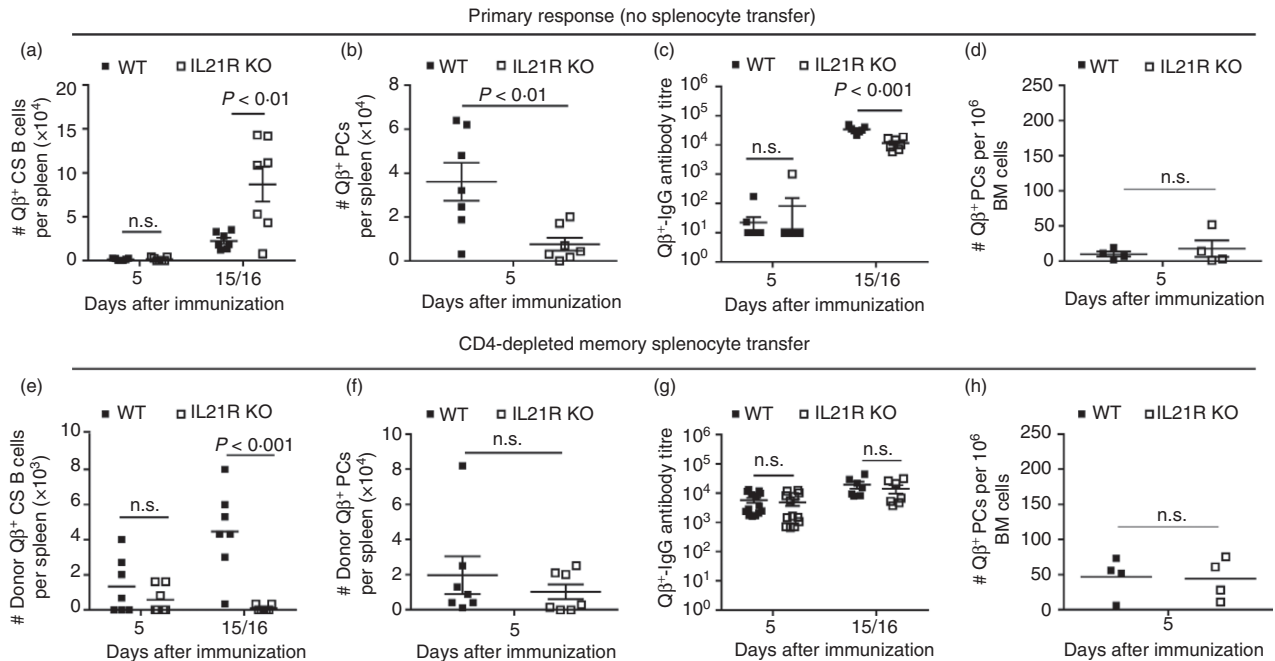 Primary response (no splenocyte transfer)
(a)
■ WT □ IL21R KO
# Qβ⁺ CS B cells
per spleen (×10⁴)
20
15
10
5
0
n.s.
P < 0·01
5
15/16
Days after immunization
(b)
■ WT □ IL21R KO
# Qβ⁺ PCs
per spleen (×10⁴)
8
6
4
2
0
P < 0·01
5
Days after immunization
(c)
■ WT □ IL21R KO
Qβ⁺-IgG antibody titre
10⁶
10⁵
10⁴
10³
10²
10¹
10⁰
n.s.
P < 0·001
5
15/16
Days after immunization
(d)
■ WT □ IL21R KO
# Qβ⁺ PCs per 10⁶
BM cells
250
200
150
100
50
0
n.s.
5
Days after immunization
CD4-depleted memory splenocyte transfer
(e)
■ WT □ IL21R KO
# Donor Qβ⁺ CS B cells
per spleen (×10³)
10
8
6
4
2
0
n.s.
P < 0·001
5
15/16
Days after immunization
(f)
■ WT □ IL21R KO
# Donor Qβ⁺ PCs
per spleen (×10⁴)
10
8
6
4
2
0
n.s.
5
Days after immunization
(g)
■ WT □ IL21R KO
Qβ⁺-IgG antibody titre
10⁶
10⁵
10⁴
10³
10²
10¹
10⁰
n.s.
n.s.
5
15/16
Days after immunization
(h)
■ WT □ IL21R KO
# Qβ⁺ PCs per 10⁶
BM cells
250
200
150
100
50
0
n.s.
5
Days after immunization